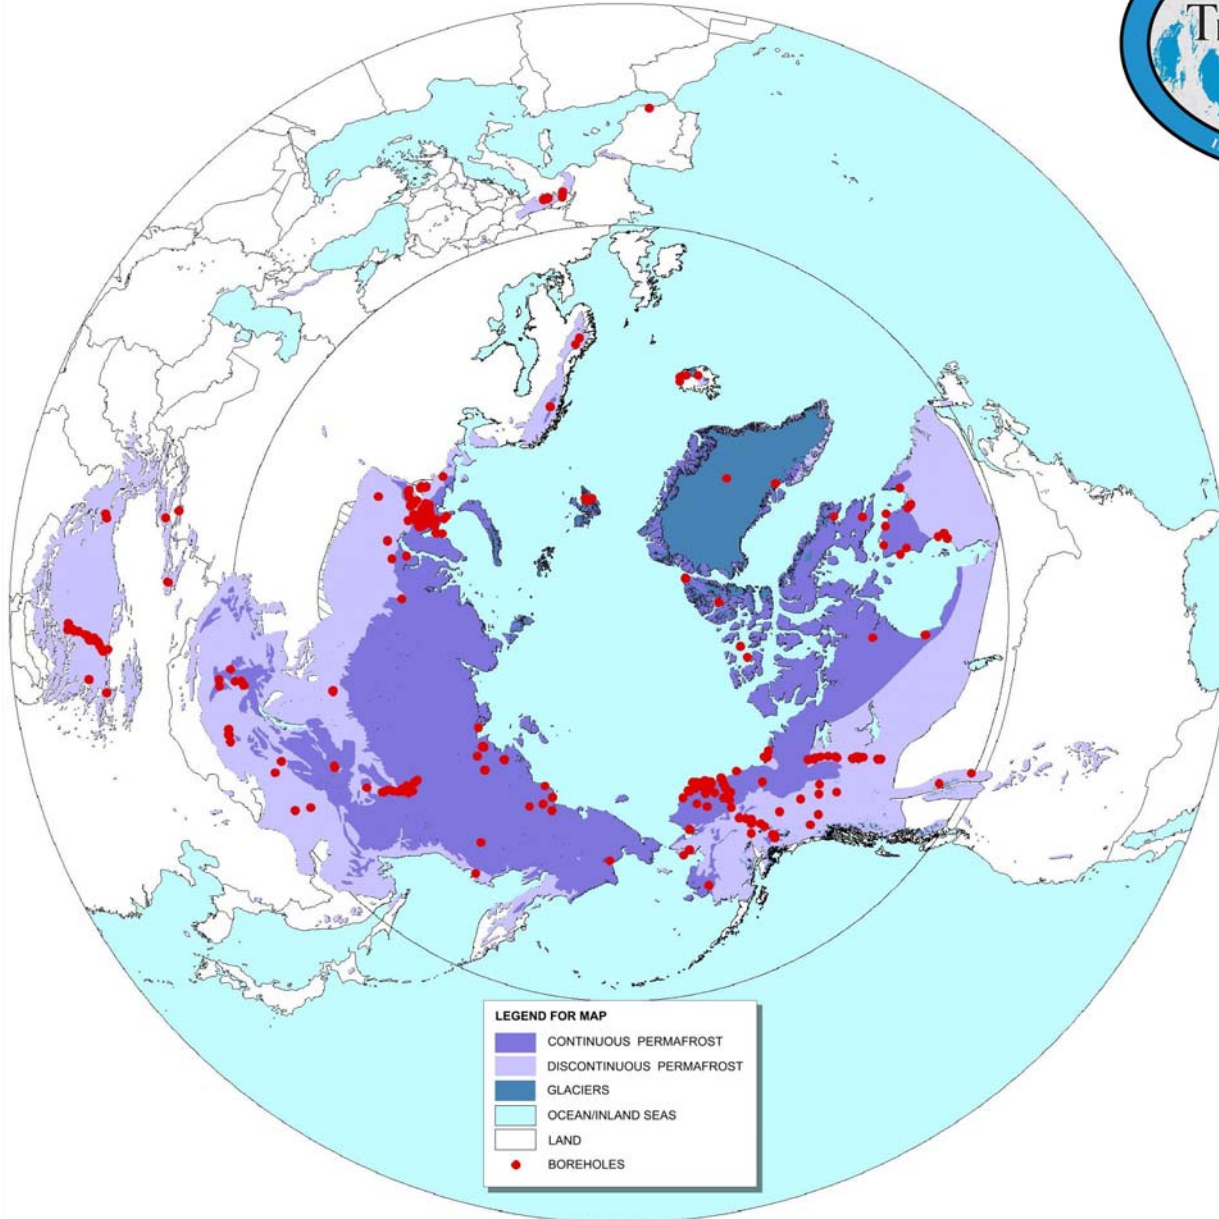 LEGEND FOR MAP
CONTINUOUS PERMAFROST
DISCONTINUOUS PERMAFROST
GLACIERS
OCEAN/INLAND SEAS
LAND
BOREHOLES